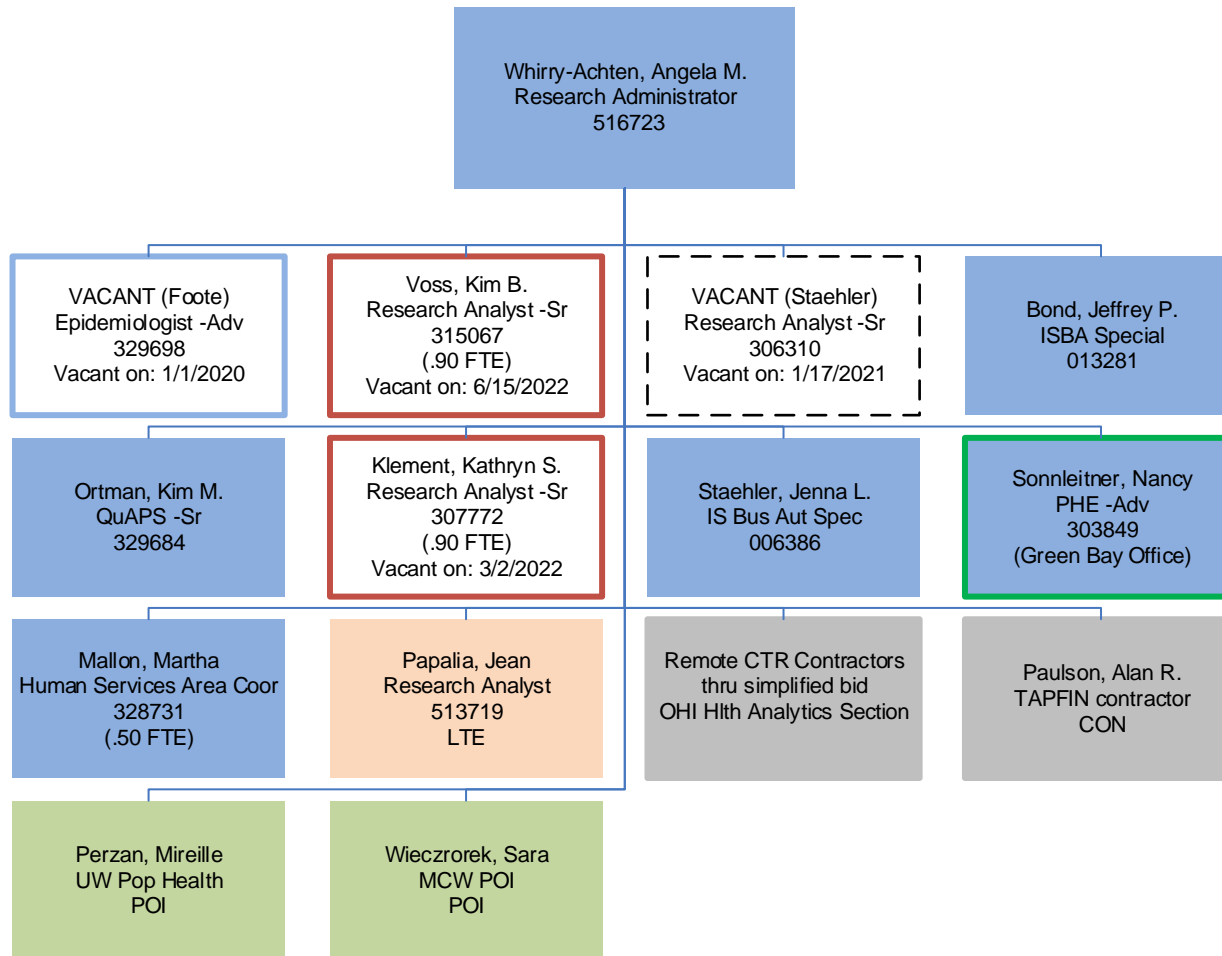 Whirry-Achten, Angela M.
Research Administrator
516723
VACANT (Foote)
Epidemiologist -Adv
329698
Vacant on: 1/1/2020
Voss, Kim B.
Research Analyst -Sr
315067
(.90 FTE)
Vacant on: 6/15/2022
VACANT (Staehler)
Research Analyst -Sr
306310
Vacant on: 1/17/2021
Bond, Jeffrey P.
ISBA Special
013281
Ortman, Kim M.
QuAPS -Sr
329684
Klement, Kathryn S.
Research Analyst -Sr
307772
(.90 FTE)
Vacant on: 3/2/2022
Staehler, Jenna L.
IS Bus Aut Spec
006386
Sonnleitner, Nancy
PHE -Adv
303849
(Green Bay Office)
Mallon, Martha
Human Services Area Coor
328731
(.50 FTE)
Papalia, Jean
Research Analyst
513719
LTE
Remote CTR Contractors
thru simplified bid
OHI Hlth Analytics Section
Paulson, Alan R.
TAPFIN contractor
CON
Perzan, Mireille
UW Pop Health
POI
Wieczrorek, Sara
MCW POI
POI